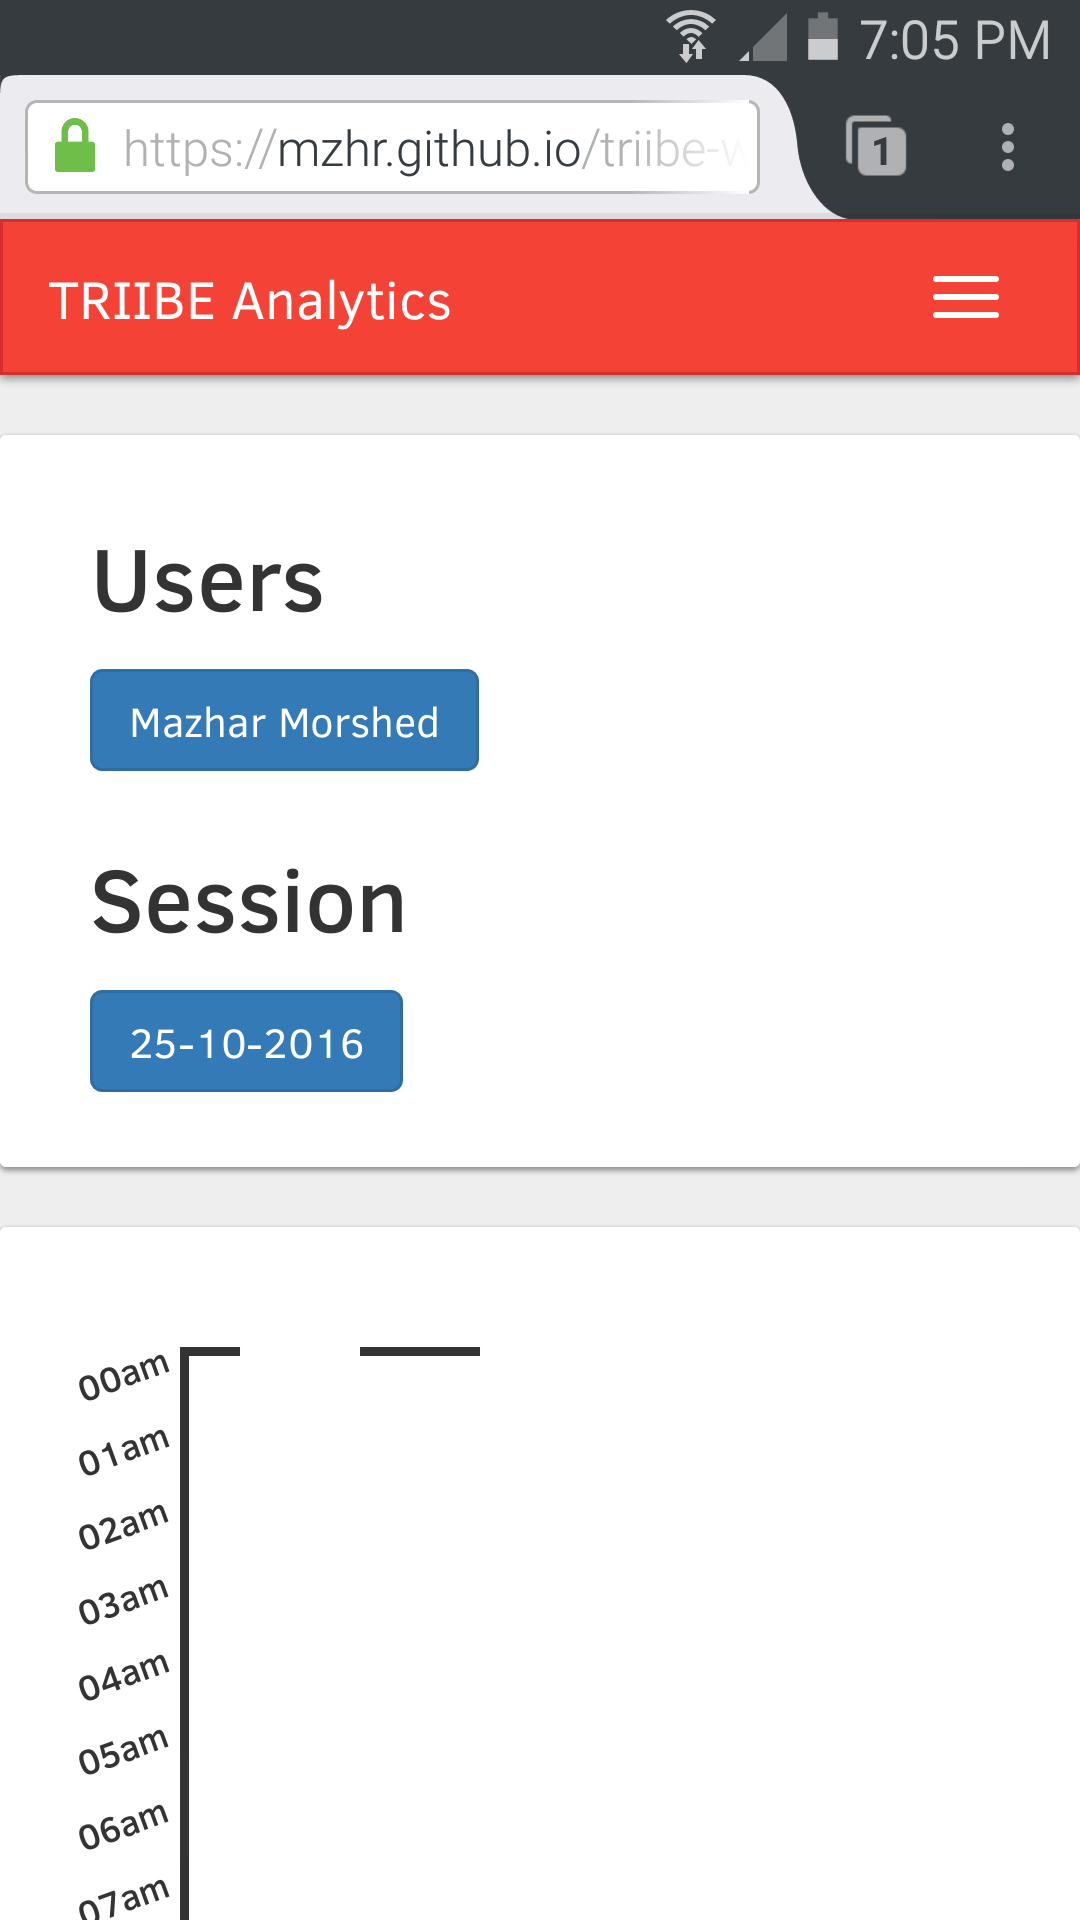 7:05 PM
https://mzhr.github.io/triibe-w
1
TRIIBE Analytics
Users
Mazhar Morshed
Session
25-10-2016
00am
01am
02am
03am
04am
05am
06am
07am